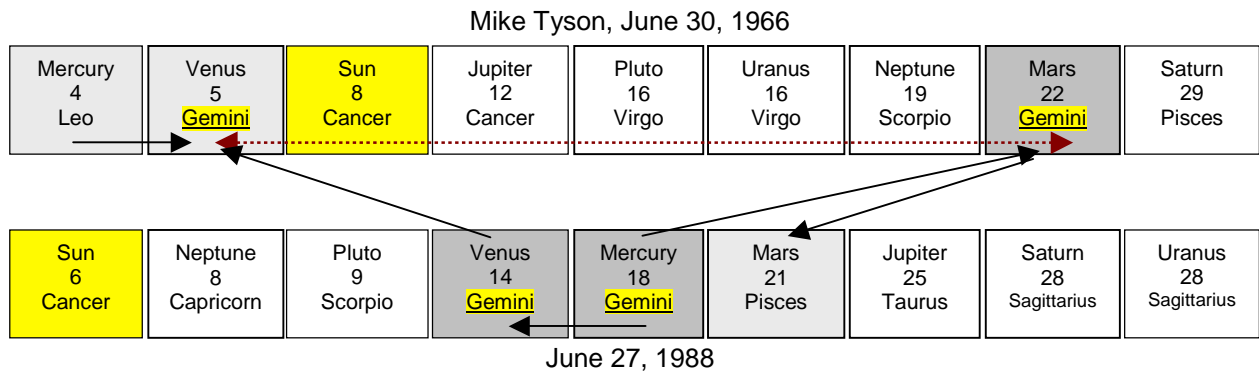 Mike Tyson, June 30, 1966
Mercury Venus Sun Jupiter Pluto Uranus Neptune Mars Saturn
4 5 8 12 16 16 19 22 29
Leo Gemini Cancer Cancer Virgo Virgo Scorpio Gemini Pisces
Sun Neptune Pluto Venus Mercury Mars Jupiter Saturn Uranus
6 8 9 14 18 21 25 28 28
Cancer Capricorn Scorpio Gemini Gemini Pisces Taurus Sagittarius Sagittarius
June 27, 1988